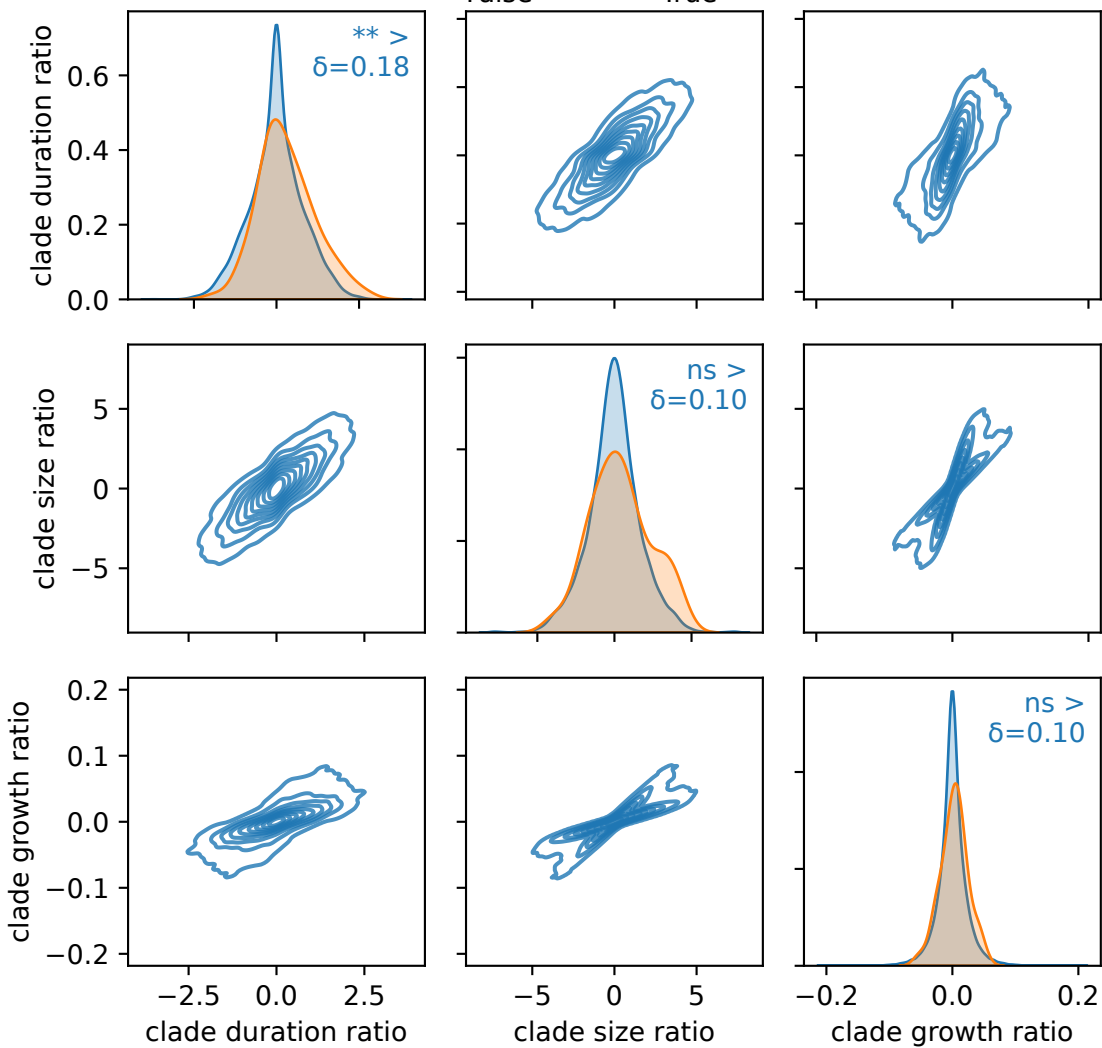 clade duration ratio
0.6
0.4
0.2
0.0
** >
δ=0.18
clade size ratio
5
0
−5
ns >
δ=0.10
clade growth ratio
0.2
0.1
0.0
−0.1
−0.2
ns >
δ=0.10
−2.5 0.0 2.5
−5 0 5
−0.2 0.0 0.2
clade duration ratio
clade size ratio
clade growth ratio